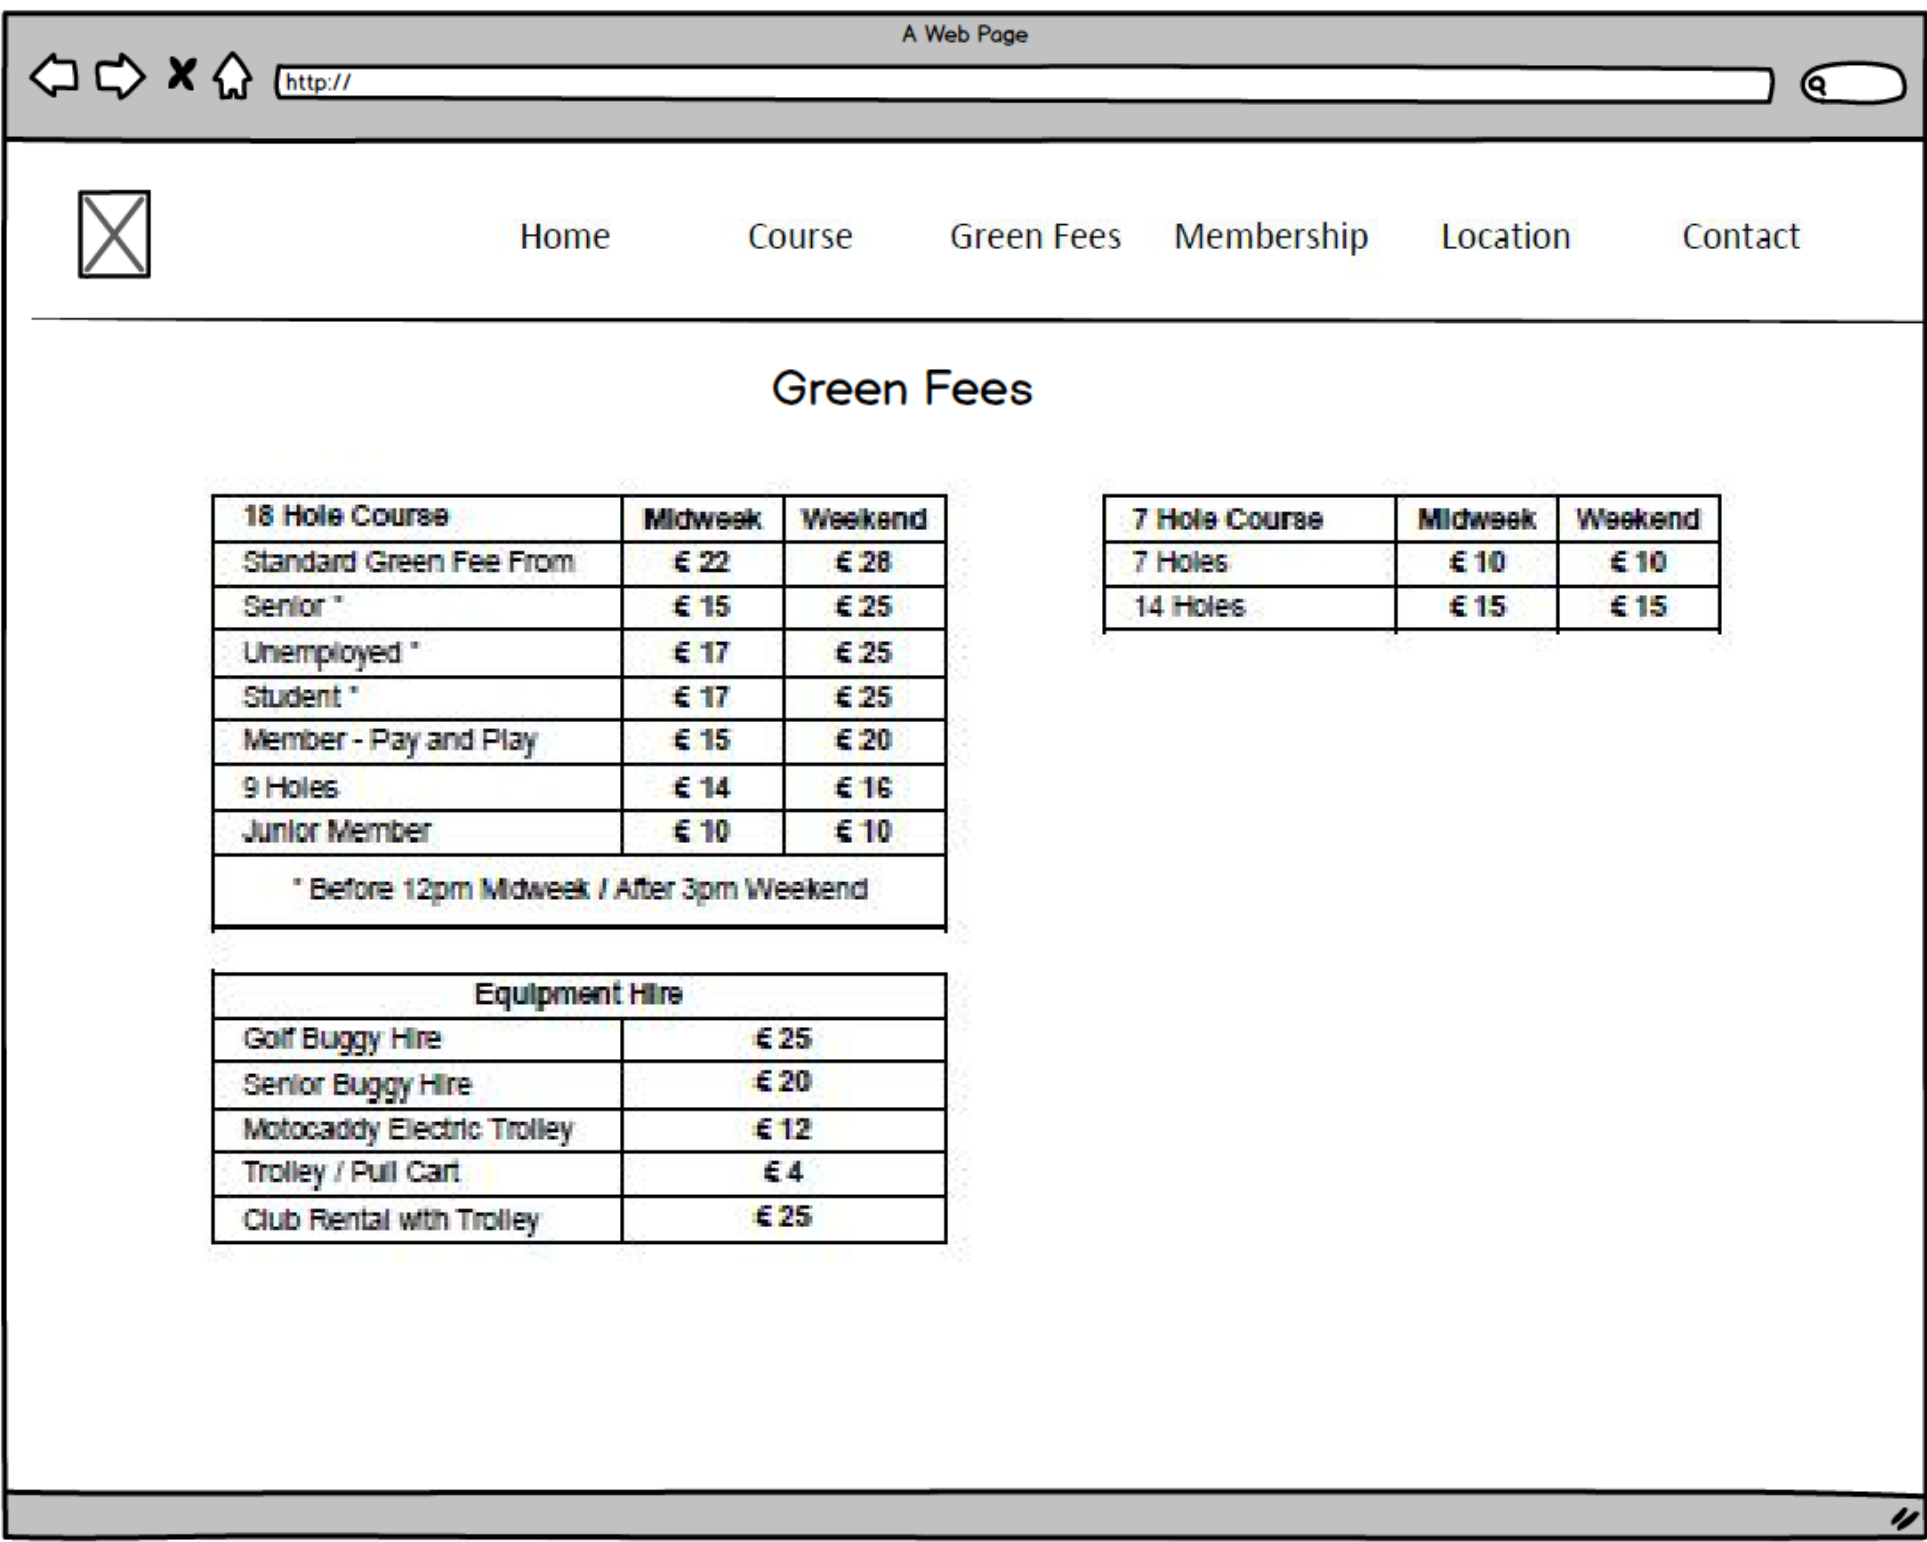 A Web Page
http://
Home Course Green Fees Membership Location Contact
Green Fees
18 Hole Course Midweek Weekend
Standard Green Fee From € 22 € 28
Senior * € 15 € 25
Unemployed * € 17 € 25
Student * € 17 € 25
Member - Pay and Play € 15 € 20
9 Holes € 14 € 16
Junior Member € 10 € 10
* Before 12pm Midweek / After 3pm Weekend
7 Hole Course Midweek Weekend
7 Holes € 10 € 10
14 Holes € 15 € 15
Equipment Hire
Golf Buggy Hire € 25
Senior Buggy Hire € 20
Motocaddy Electric Trolley € 12
Trolley / Pull Cart € 4
Club Rental with Trolley € 25